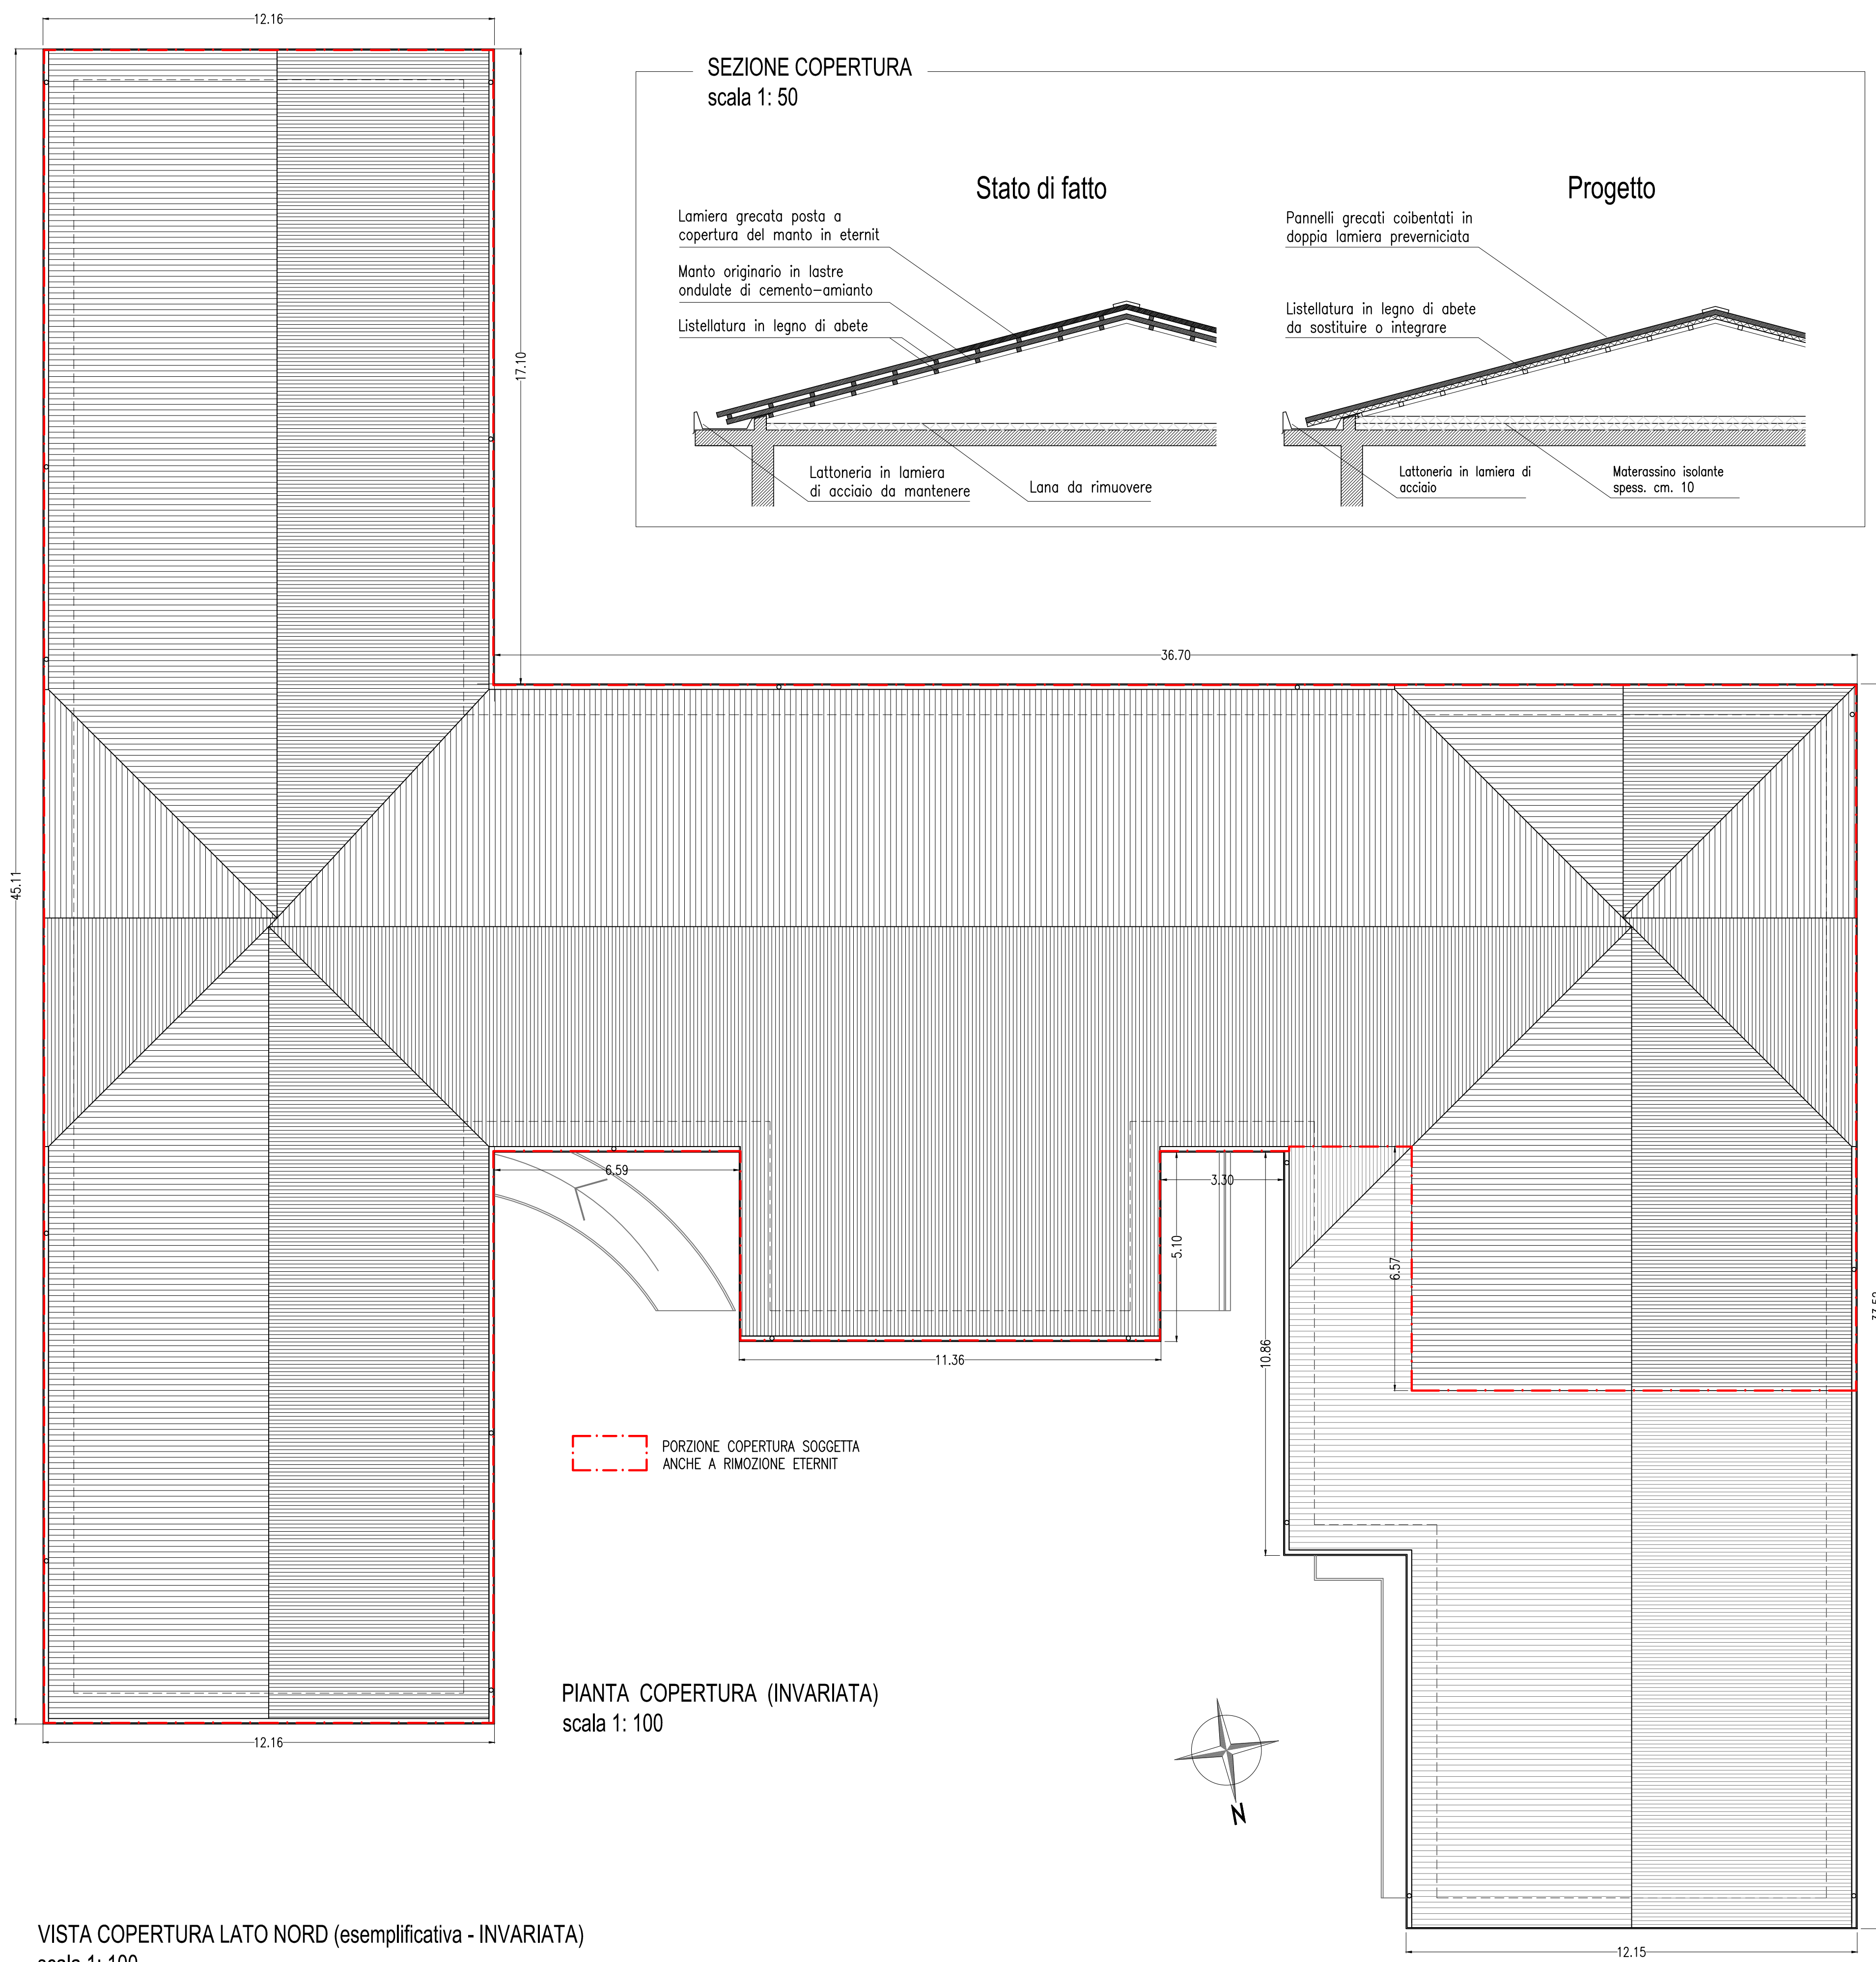 12.16
SEZIONE COPERTURA
scala 1: 50
Stato di fatto
Progetto
Lamiera grecata posta a
copertura del manto in eternit
Manto originario in lastre
ondulate di cemento-amianto
Listellatura in legno di abete
Lattoneria in lamiera
di acciaio da mantenere
Lana da rimuovere
Pannelli grecati coibentati in
doppia lamiera preverniciata
Listellatura in legno di abete
da sostituire o integrare
Lattoneria in lamiera di
acciaio
Materassino isolante
spess. cm. 10
17.10
36.70
45.11
6.59
3.30
5.10
6.57
10.86
11.36
PORZIONE COPERTURA SOGGETTA
ANCHE A RIMOZIONE ETERNIT
PIANTA COPERTURA (INVARIATA)
scala 1: 100
N
12.16
12.15
VISTA COPERTURA LATO NORD (esemplificativa - INVARIATA)
scala 1: 100